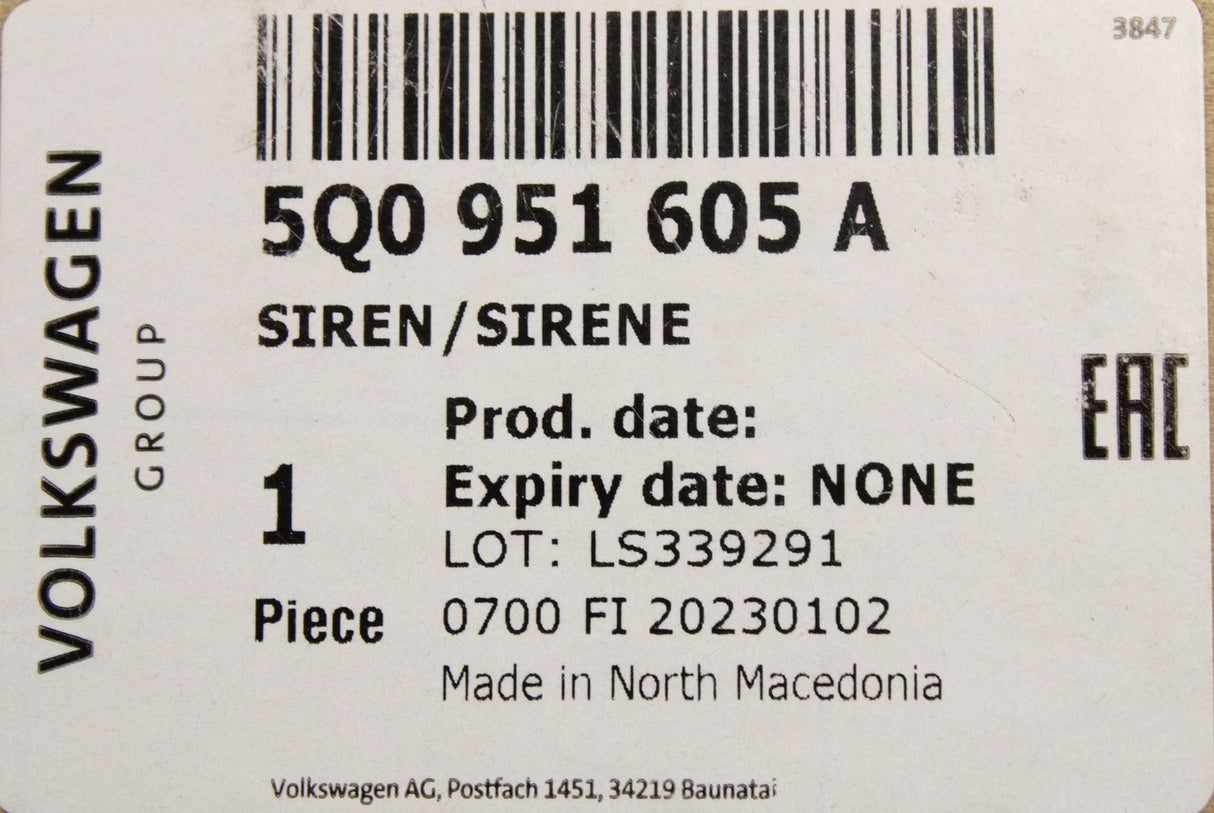 3847
VOLKSWAGEN
GROUP
5Q0 951 605 A
SIREN/SIRENE
Prod. date:
EAC
1
Expiry date: NONE
LOT: LS339291
Piece
0700 FI 20230102
Made in North Macedonia
Volkswagen AG, Postfach 1451, 34219 Baunatal